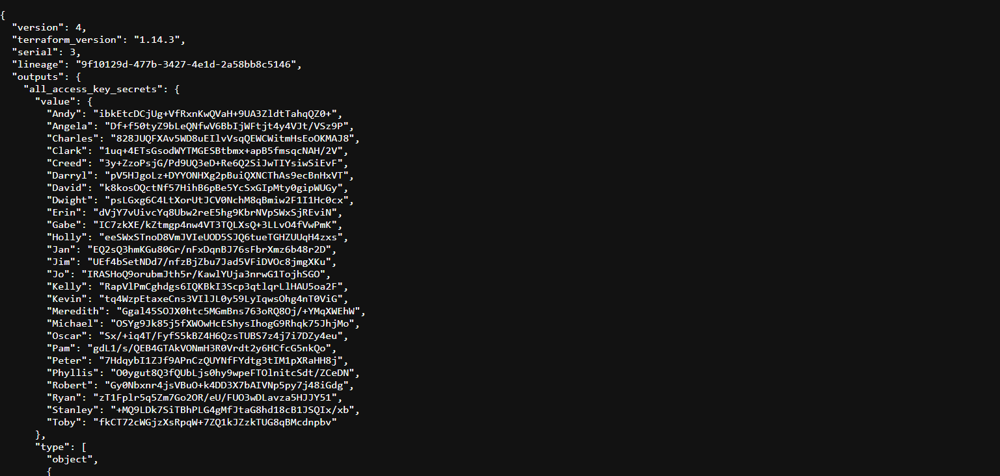 {
"version": 4,
"terraform_version": "1.14.3",
"serial": 3,
"lineage": "9f10129d-477b-3427-4e1d-2a58bb8c5146",
"outputs": {
"all_access_key_secrets": {
"value": {
"Andy": "ibkEtcDCjUg+VfRxnKwQVaH+9UA3ZldtTahqQZ0+",
"Angela": "Df+f50tyZ9bLeQNfwV6BbIjWFtjt4y4VJt/VSz9P",
"Charles": "828JUQFXAv5WD8uEIlvVsqQEWCWitmHsEoOKMAJ8",
"Clark": "1uq+4ETsGsodWYTMGESBtbmx+apB5fmsqcNAH/2V",
"Creed": "3y+ZzoPsjG/Pd9UQ3eD+Re6Q2SiJwTIYsiwSiEvF",
"Darryl": "pV5HJgoLz+DYYONHXg2pBuiQXNCThAs9ecBnHxVT",
"David": "k8kosOQctNf57HihB6pBe5YcSxGIpMty0gipWUGy",
"Dwight": "psLGxg6C4LtXorUtJCV0NchM8qBmiw2F1I1Hc0cx",
"Erin": "dVjY7vUivcYq8Ubw2reE5hg9KbrNVpSWxSjREviN",
"Gabe": "IC7zkXE/kZtmgp4nw4VT3TQLXsQ+3LLvO4fVwPmK",
"Holly": "eeSWxSTnoD8VmJVIeUOD5SJQ6tueTGHZUUqH4zxs",
"Jan": "EQ2sQ3hmKGu80Gr/nFxDqnBJ76sFbrXmz6b48r2D",
"Jim": "UEf4bSetNDd7/nfzBjZbu7Jad5VFiDVOc8jmgXKu",
"Jo": "IRASHoQ9orubmJth5r/KawlYUja3nrwG1TojhSGO",
"Kelly": "RapVlPmCghdgs6IQKBkI3Scp3qtlqrLlHAU5oa2F",
"Kevin": "tq4WzpEtaxeCns3VIlJL0y59LyIqwsOhg4nT0ViG",
"Meredith": "Ggal45SOJX0htc5MGmBns763oRQ8Oj/+YMqXWEhW",
"Michael": "OSYg9Jk85j5fXWOwHcEShysIhogG9Rhqk75JhjMo",
"Oscar": "Sx/+iq4T/FyfS5kBZ4H6QzsTUBS7z4j7i7DZy4eu",
"Pam": "gdL1/s/QEB4GTAkVONmH3R0Vrdt2y6HCfcG5nkQo",
"Peter": "7HdqybI1ZJf9APnCzQUYNfFYdtg3tIM1pXRaHH8j",
"Phyllis": "O0ygut8Q3fQUbLjs0hy9wpeFTOlnitcSdt/ZCeDN",
"Robert": "Gy0Nbxnr4jsVBuO+k4DD3X7bAIVNp5py7j48iGdg",
"Ryan": "zT1Fplr5q5Zm7Go2OR/eU/FUO3wDLavza5HJJY51",
"Stanley": "+MQ9LDk7SiTBhPLG4gMfJtaG8hd18cB1JSQIx/xb",
"Toby": "fkCT72cWGjzXsRpqW+7ZQ1kJZzkTUG8qBMcdnpbv"
},
"type": [
"object",
{